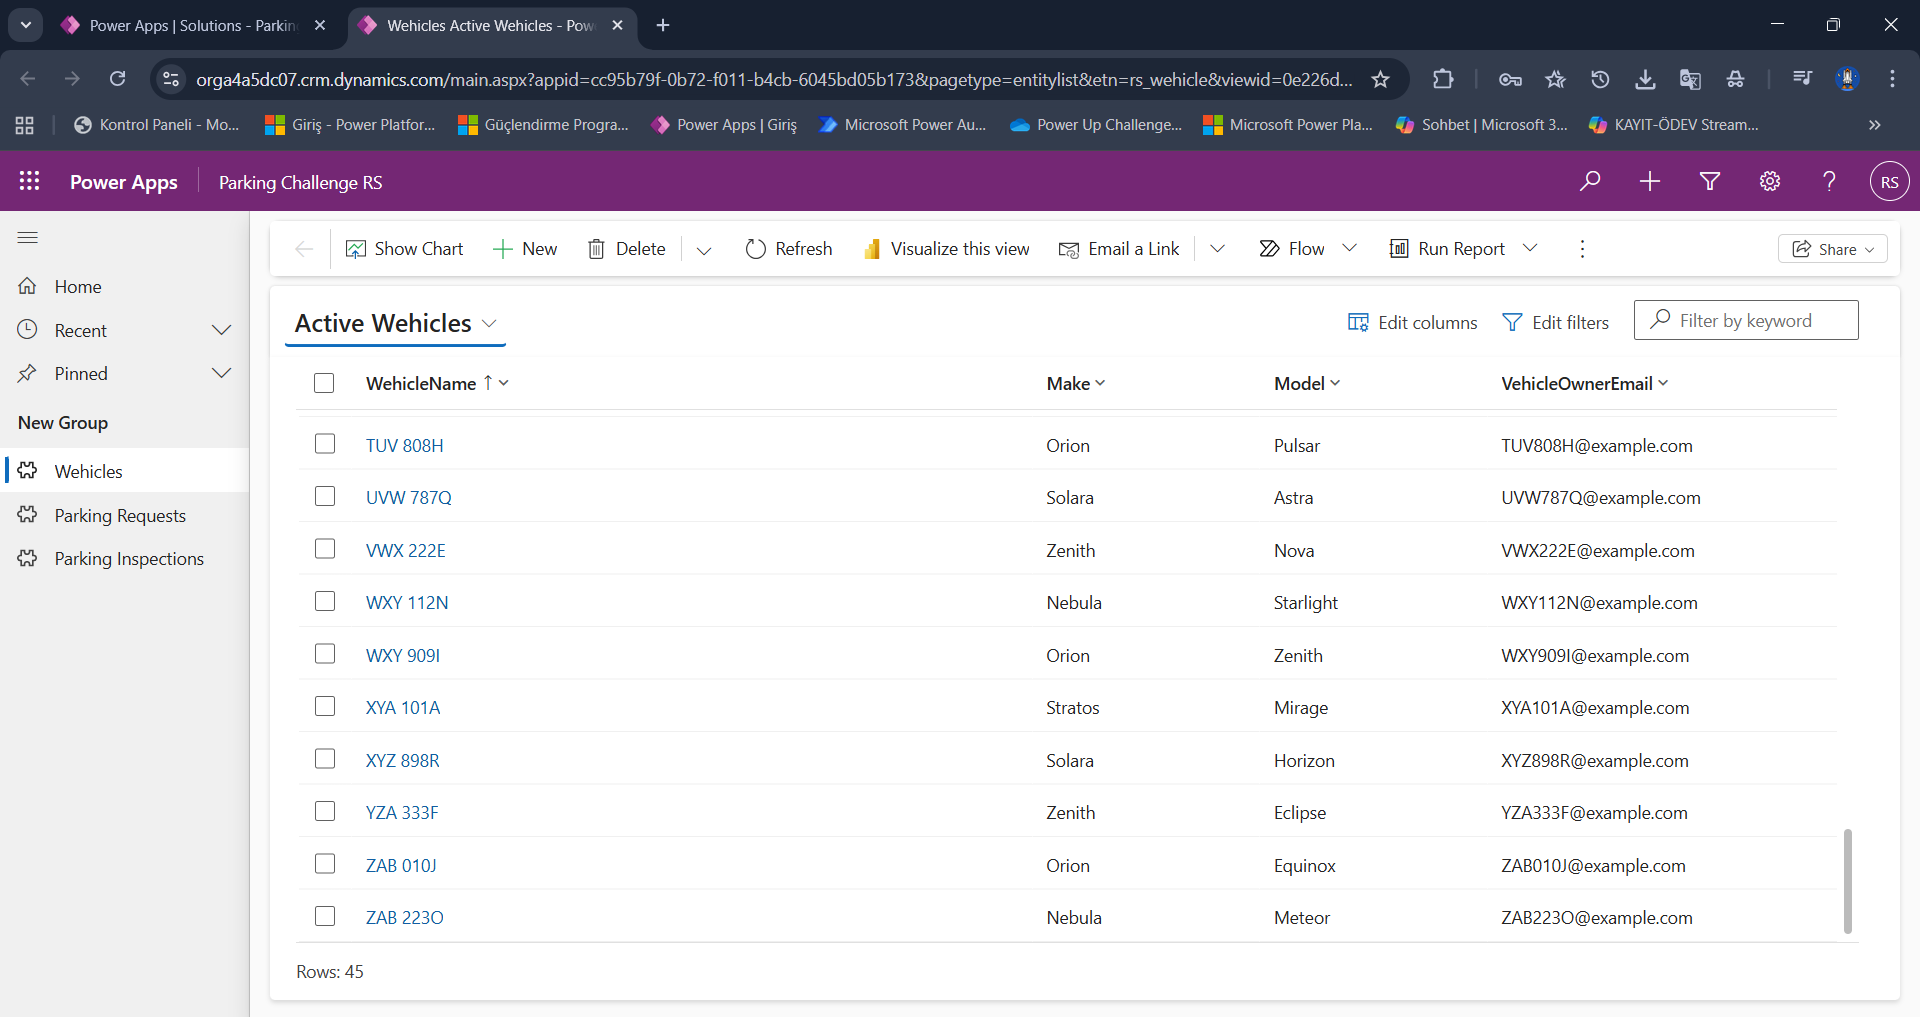 Power Apps | Solutions - Parkin
Wehicles Active Wehicles - Pow
orga4a5dc07.crm.dynamics.com/main.aspx?appid=cc95b79f-0b72-f011-b4cb-6045bd05b173&pagetype=entitylist&etn=rs_wehicle&viewid=0e226d...
Kontrol Paneli - Mo... Giriş - Power Platfor... Güçlendirme Progra... Power Apps | Giriş Microsoft Power Au... Power Up Challenge... Microsoft Power Pla... Sohbet | Microsoft 3... KAYIT-ÖDEV Stream...
Power Apps Parking Challenge RS RS
Show Chart New Delete Refresh Visualize this view Email a Link Flow Run Report Share
Home
Recent
Pinned
New Group
Wehicles
Parking Requests
Parking Inspections
Active Wehicles Edit columns Edit filters Filter by keyword
WehicleName Make Model VehicleOwnerEmail
TUV 808H Orion Pulsar TUV808H@example.com
UVW 787Q Solara Astra UVW787Q@example.com
VWX 222E Zenith Nova VWX222E@example.com
WXY 112N Nebula Starlight WXY112N@example.com
WXY 909I Orion Zenith WXY909I@example.com
XYA 101A Stratos Mirage XYA101A@example.com
XYZ 898R Solara Horizon XYZ898R@example.com
YZA 333F Zenith Eclipse YZA333F@example.com
ZAB 010J Orion Equinox ZAB010J@example.com
ZAB 223O Nebula Meteor ZAB223O@example.com
Rows: 45